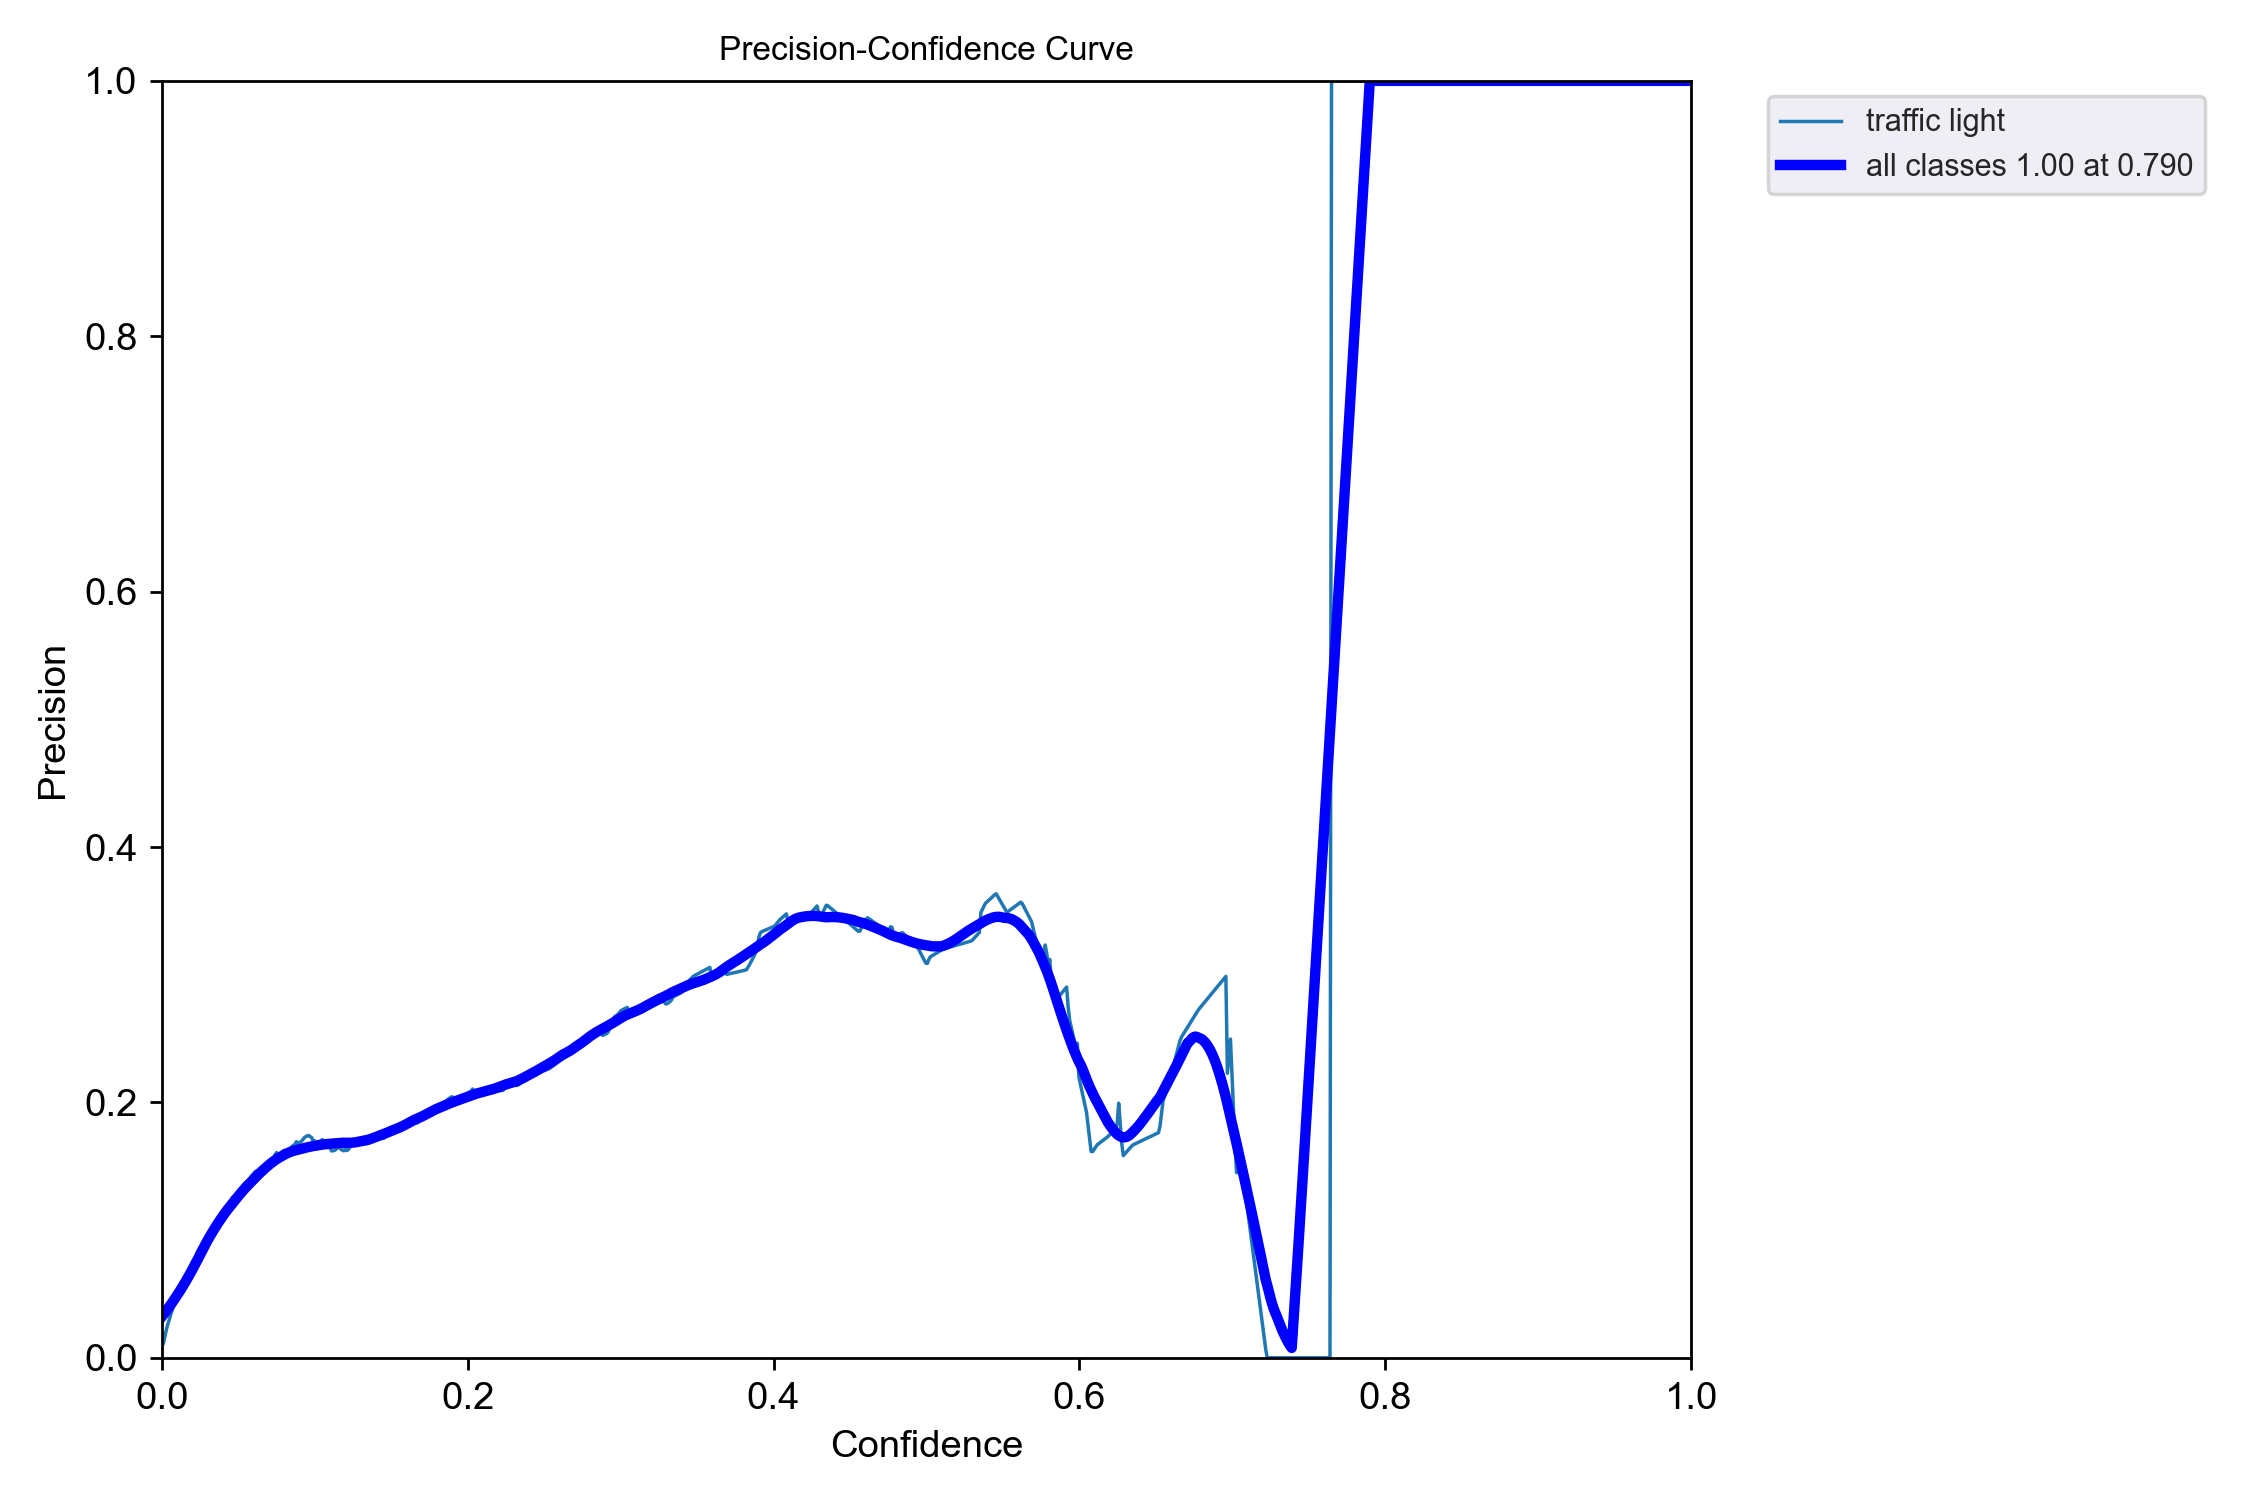 Precision-Confidence Curve
1.0
0.8
0.6
0.4
0.2
0.0
Precision
0.0 0.2 0.4 0.6 0.8 1.0
Confidence
traffic light
all classes 1.00 at 0.790